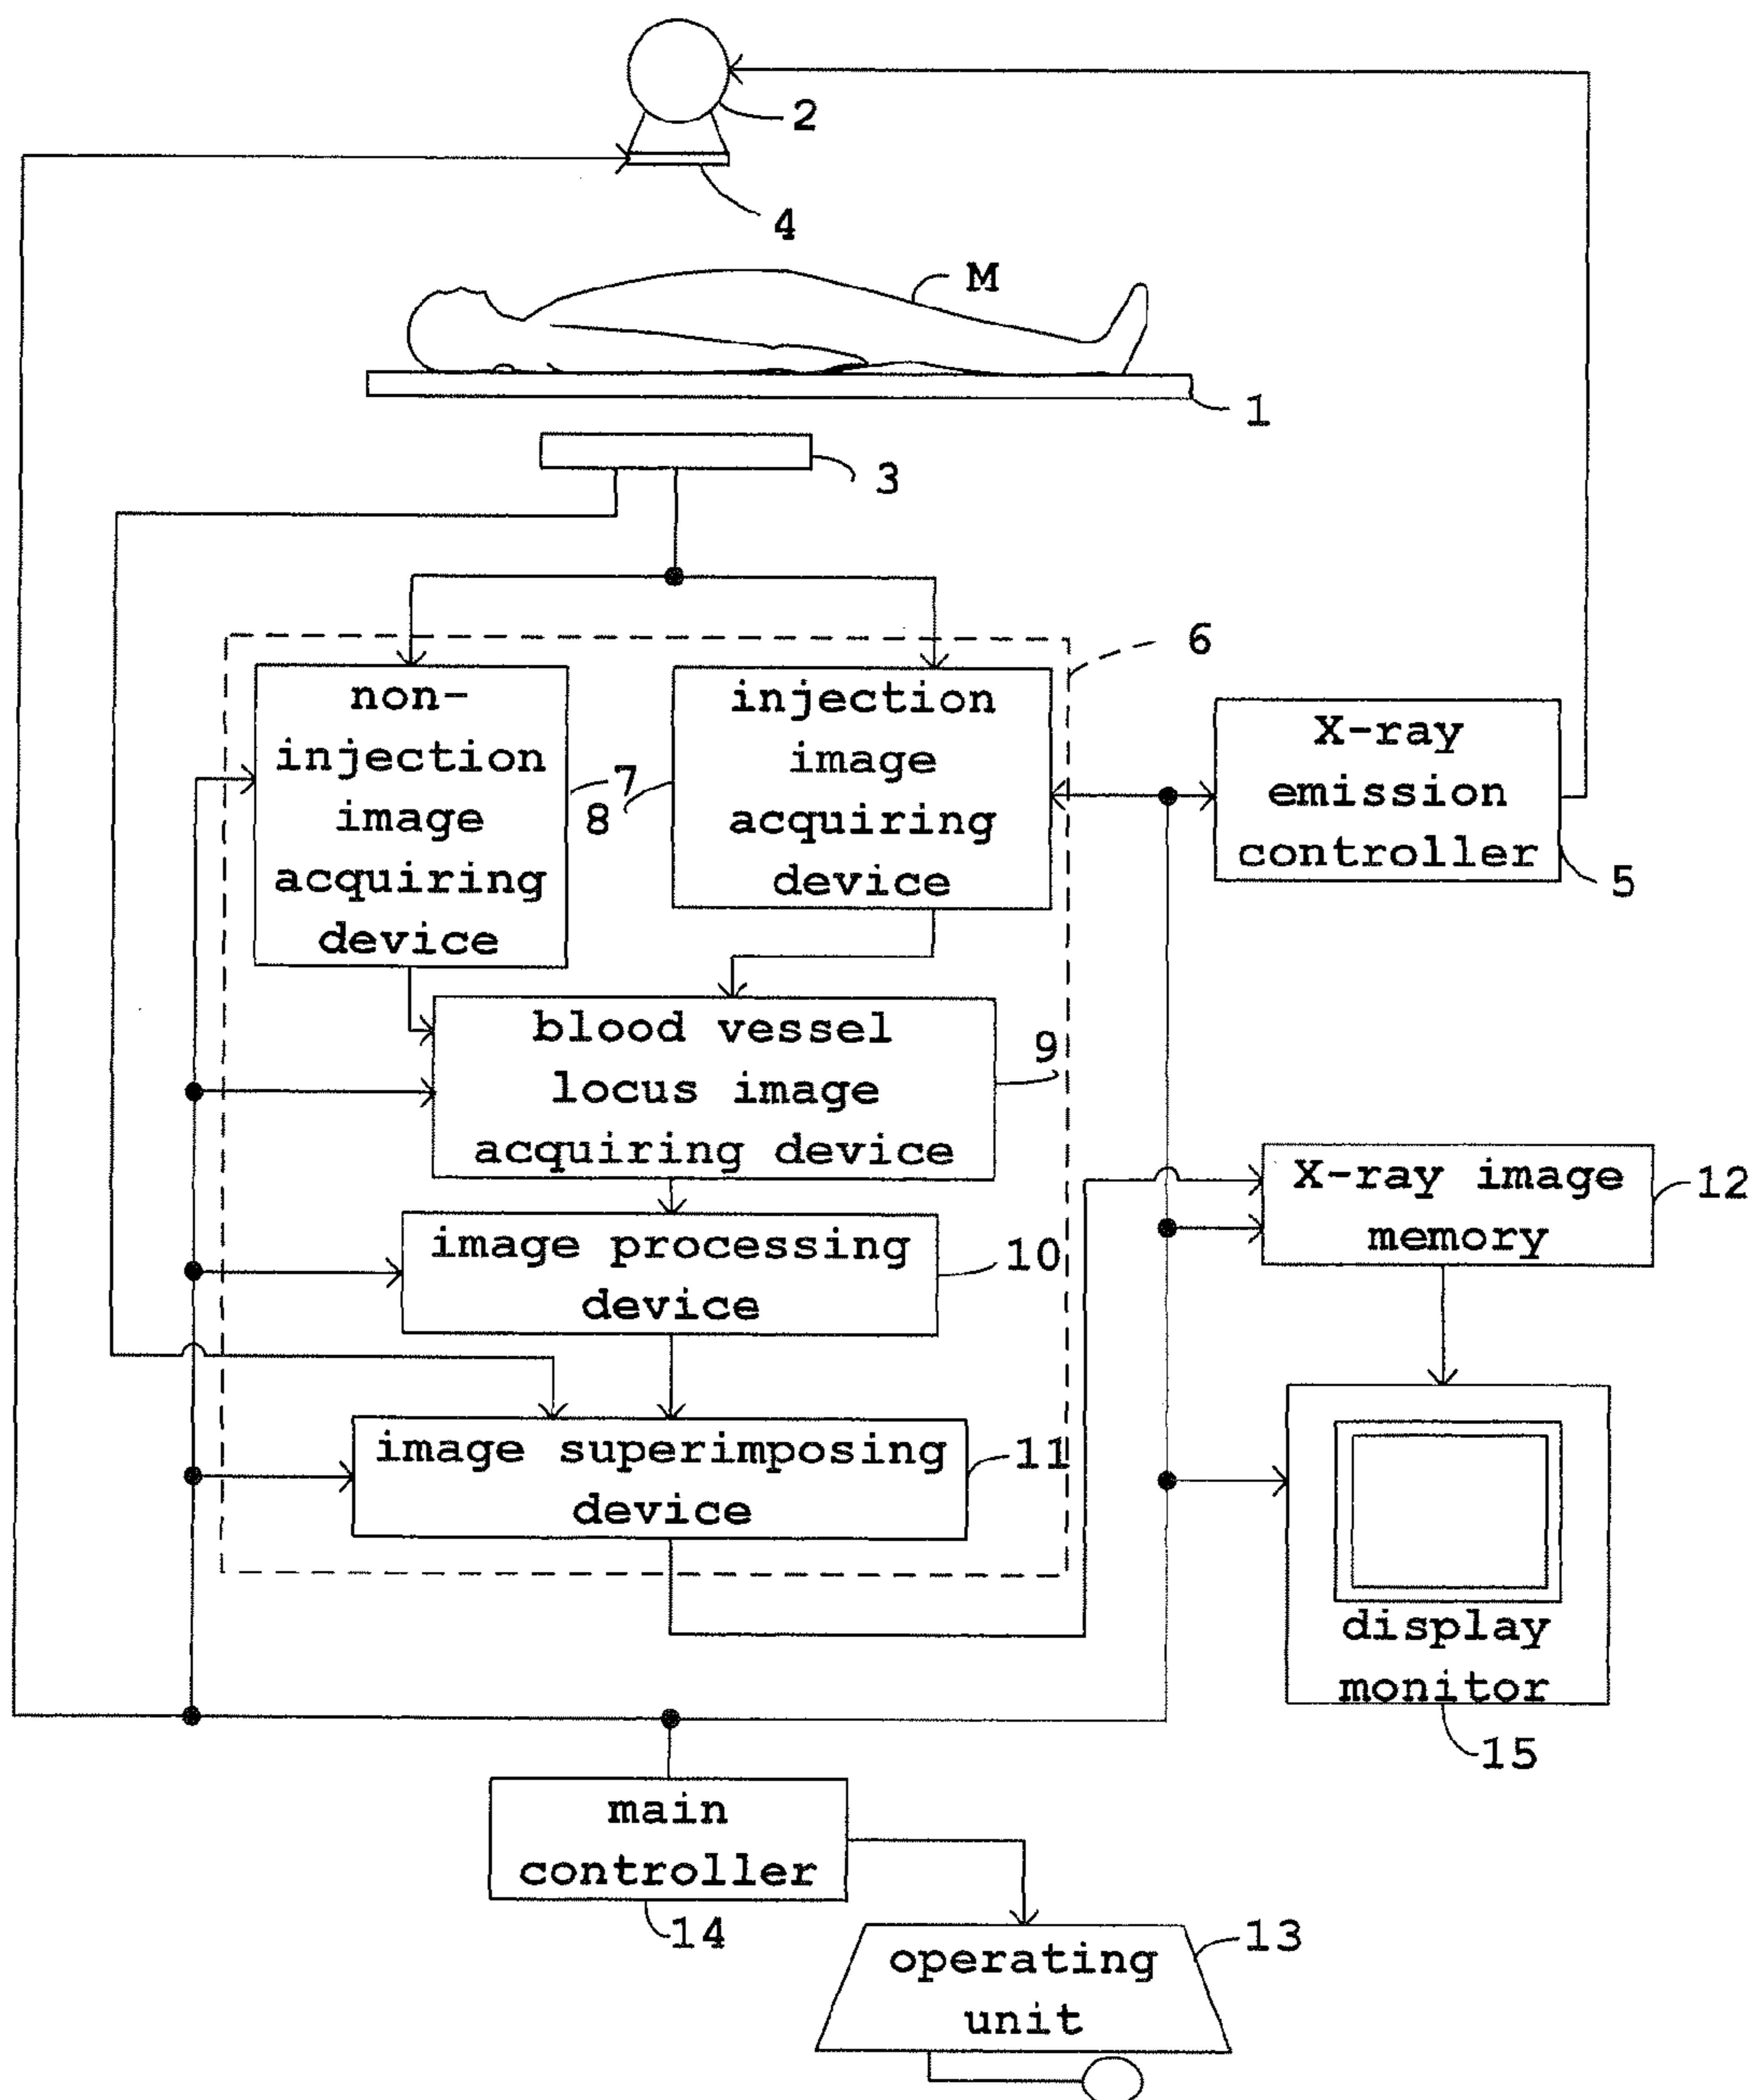 2
4
M
1
3
6
non-
injection
image
acquiring
device
7
8
injection
image
acquiring
device
X-ray
emission
controller
5
blood vessel
locus image
acquiring device
9
X-ray image
memory
12
image processing
device
10
image superimposing
device
11
display
monitor
15
main
controller
14
operating
unit
13